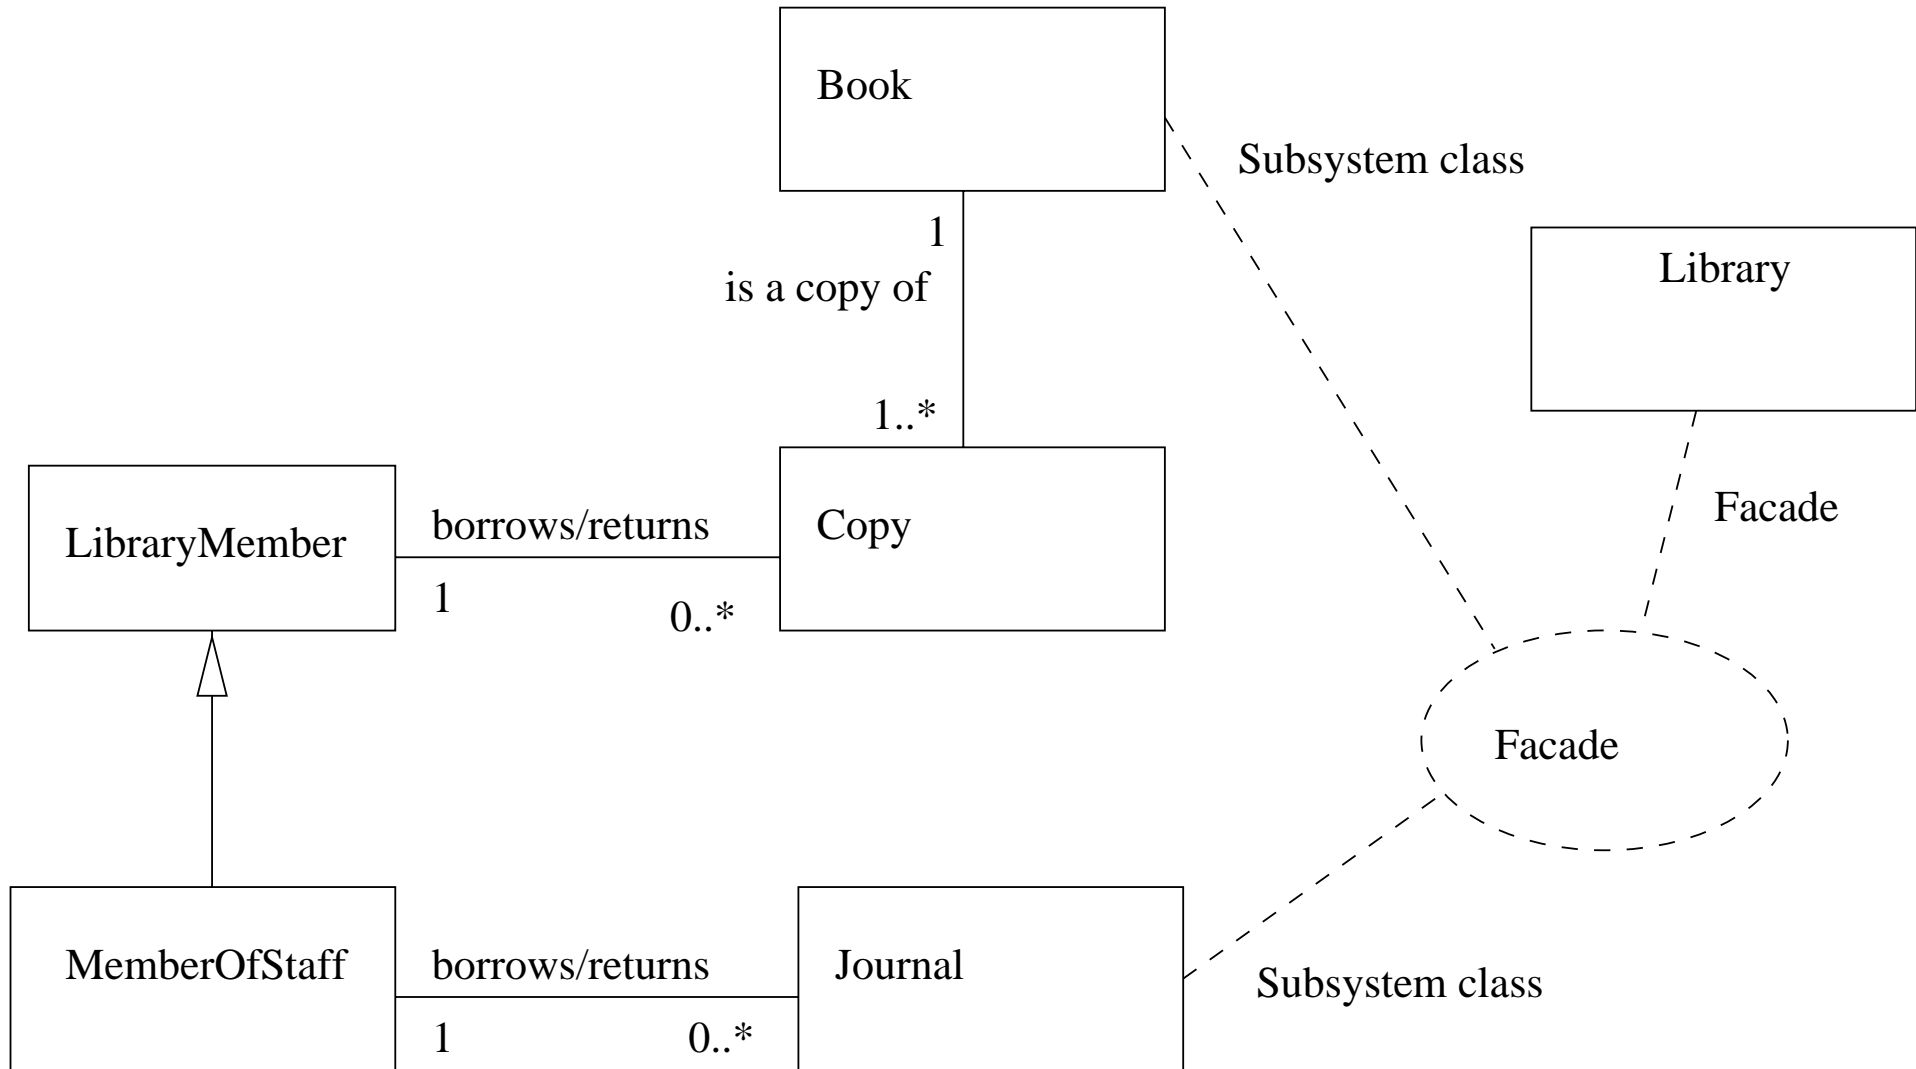 Book
Subsystem class
1
Library
is a copy of
1..*
Facade
LibraryMember
borrows/returns
Copy
1
0..*
Facade
MemberOfStaff
borrows/returns
Journal
Subsystem class
1
0..*